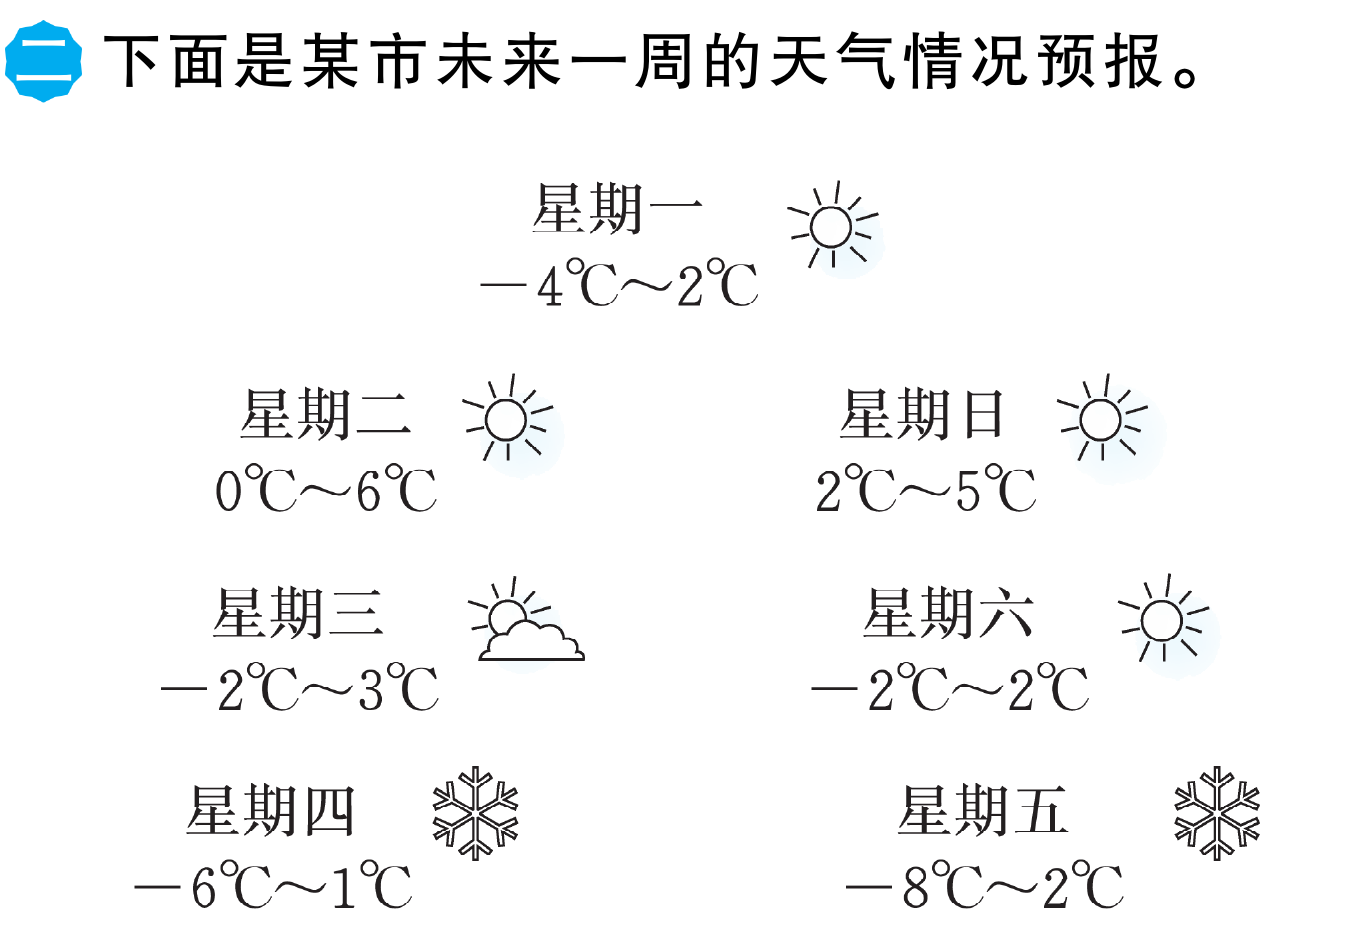 二 下面是某市未来一周的天气情况预报。
星期一
－4℃～2℃
星期二
0℃～6℃
星期日
2℃～5℃
星期三
－2℃～3℃
星期六
－2℃～2℃
星期四
－6℃～1℃
星期五
－8℃～2℃